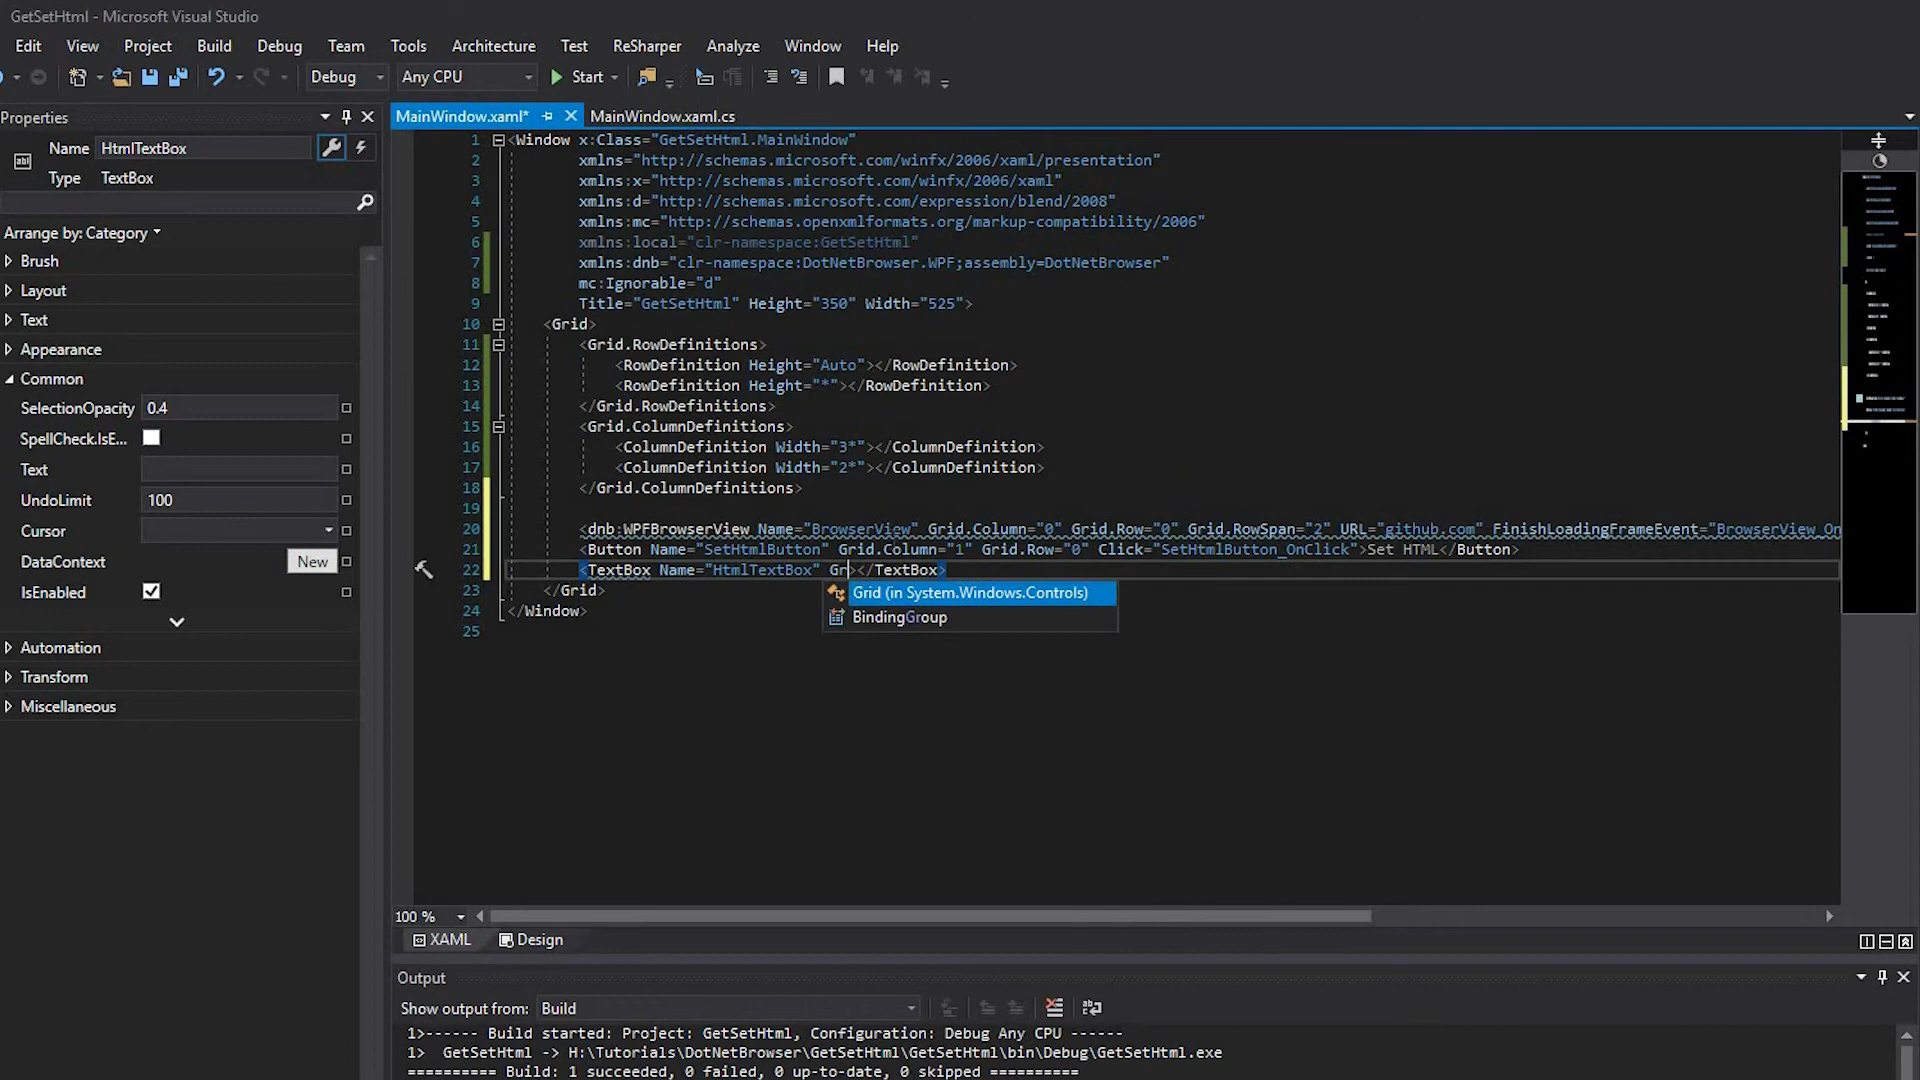 GetSetHtml - Microsoft Visual Studio
Edit View Project Build Debug Team Tools Architecture Test ReSharper Analyze Window Help
Debug Any CPU Start
Properties
Name HtmlTextBox
Type TextBox
Arrange by: Category
Brush
Layout
Text
Appearance
Common
SelectionOpacity 0.4
SpellCheck.IsE...
Text
UndoLimit 100
Cursor
DataContext New
IsEnabled
Automation
Transform
Miscellaneous
MainWindow.xaml* MainWindow.xaml.cs
1 <Window x:Class="GetSetHtml.MainWindow"
2 xmlns="http://schemas.microsoft.com/winfx/2006/xaml/presentation"
3 xmlns:x="http://schemas.microsoft.com/winfx/2006/xaml"
4 xmlns:d="http://schemas.microsoft.com/expression/blend/2008"
5 xmlns:mc="http://schemas.openxmlformats.org/markup-compatibility/2006"
6 xmlns:local="clr-namespace:GetSetHtml"
7 xmlns:dnb="clr-namespace:DotNetBrowser.WPF;assembly=DotNetBrowser"
8 mc:Ignorable="d"
9 Title="GetSetHtml" Height="350" Width="525">
10 <Grid>
11 <Grid.RowDefinitions>
12 <RowDefinition Height="Auto"></RowDefinition>
13 <RowDefinition Height="*"></RowDefinition>
14 </Grid.RowDefinitions>
15 <Grid.ColumnDefinitions>
16 <ColumnDefinition Width="3*"></ColumnDefinition>
17 <ColumnDefinition Width="2*"></ColumnDefinition>
18 </Grid.ColumnDefinitions>
19
20 <dnb:WPFBrowserView Name="BrowserView" Grid.Column="0" Grid.Row="0" Grid.RowSpan="2" URL="github.com" FinishLoadingFrameEvent="BrowserView_On
21 <Button Name="SetHtmlButton" Grid.Column="1" Grid.Row="0" Click="SetHtmlButton_OnClick">Set HTML</Button>
22 <TextBox Name="HtmlTextBox" Gr></TextBox>
23 </Grid>
24 </Window>
25
Grid (in System.Windows.Controls)
BindingGroup
100 %
XAML Design
Output
Show output from: Build
1>------ Build started: Project: GetSetHtml, Configuration: Debug Any CPU ------
1> GetSetHtml -> H:\Tutorials\DotNetBrowser\GetSetHtml\GetSetHtml\bin\Debug\GetSetHtml.exe
========== Build: 1 succeeded, 0 failed, 0 up-to-date, 0 skipped ==========